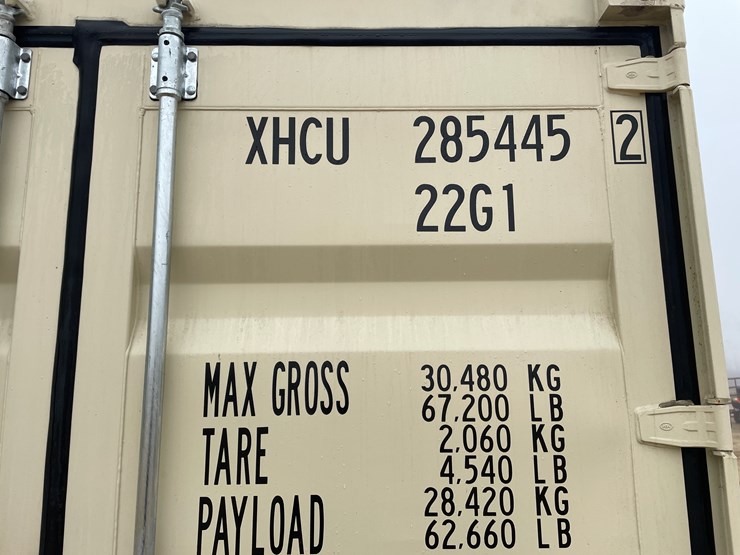 XHCU 285445 2
22G1
MAX GROSS 30,480 KG
67,200 LB
TARE 2,060 KG
4,540 LB
PAYLOAD 28,420 KG
62,660 LB